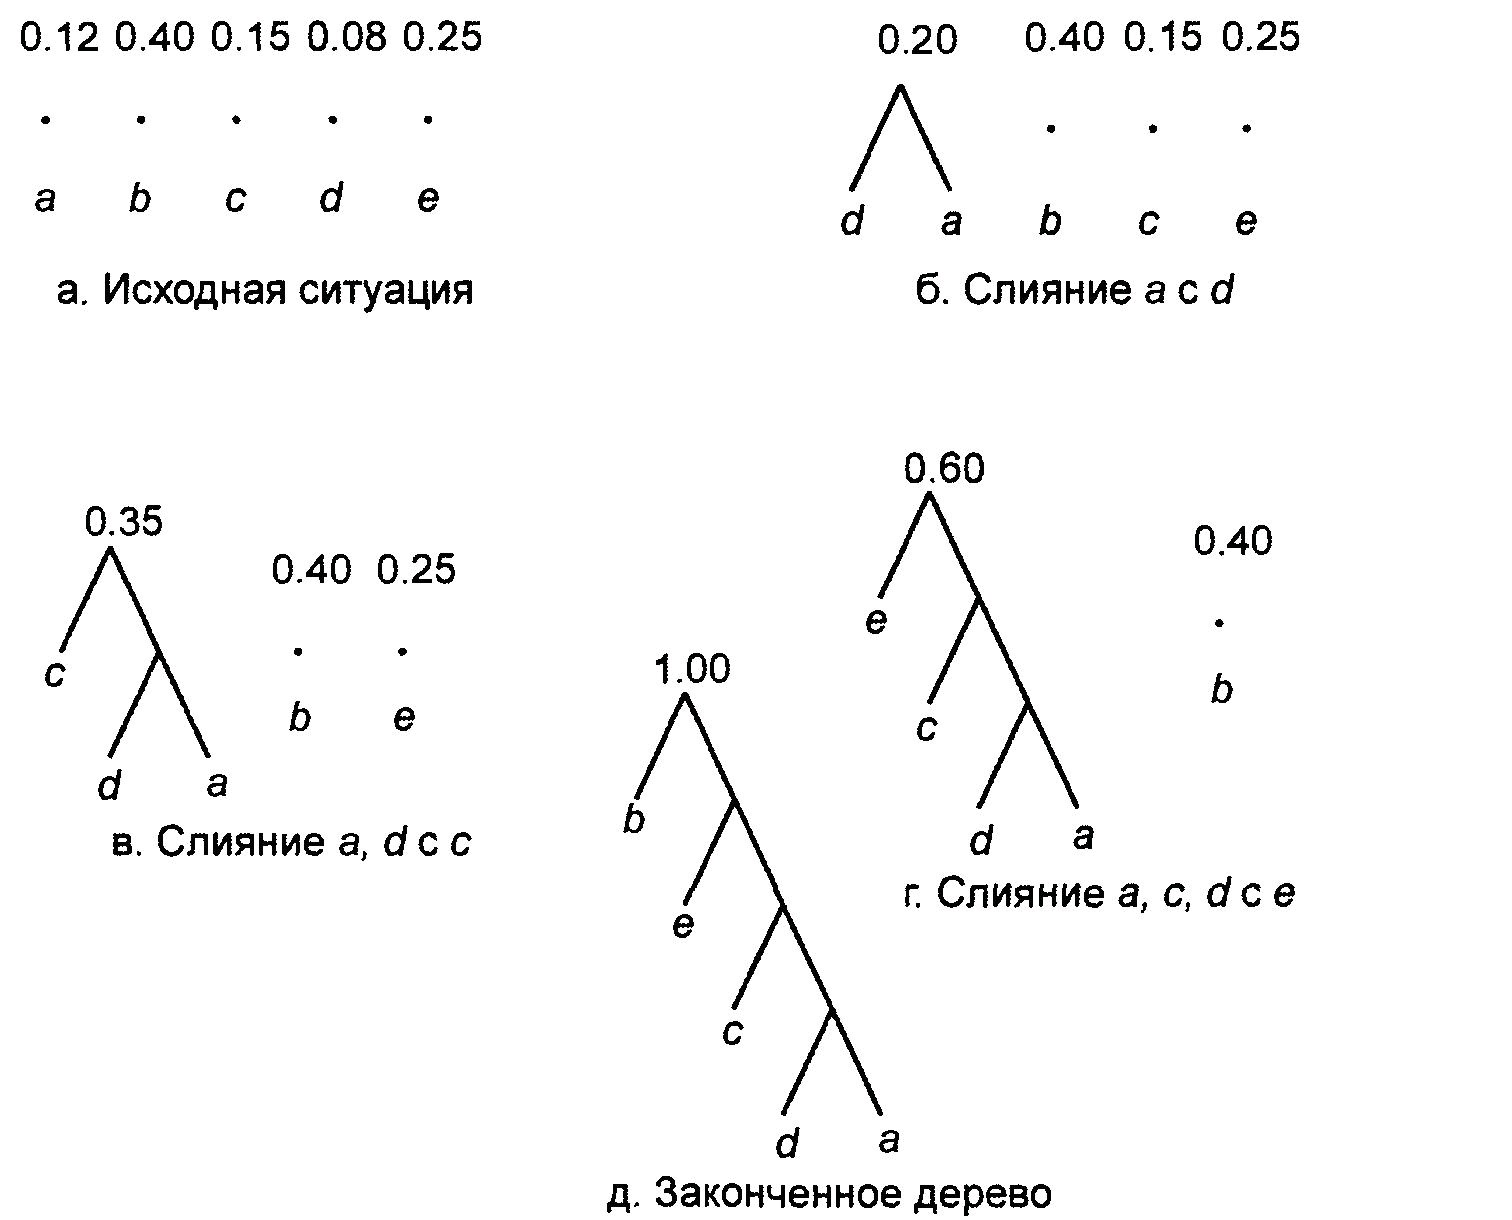 0.12 0.40 0.15 0.08 0.25
a b c d e
а. Исходная ситуация
0.20 0.40 0.15 0.25
d a b c e
б. Слияние a с d
0.35
0.40 0.25
c
b e
d a
в. Слияние a, d с c
0.60
0.40
e
b
c
d a
г. Слияние a, c, d с e
1.00
b
e
c
d a
д. Законченное дерево